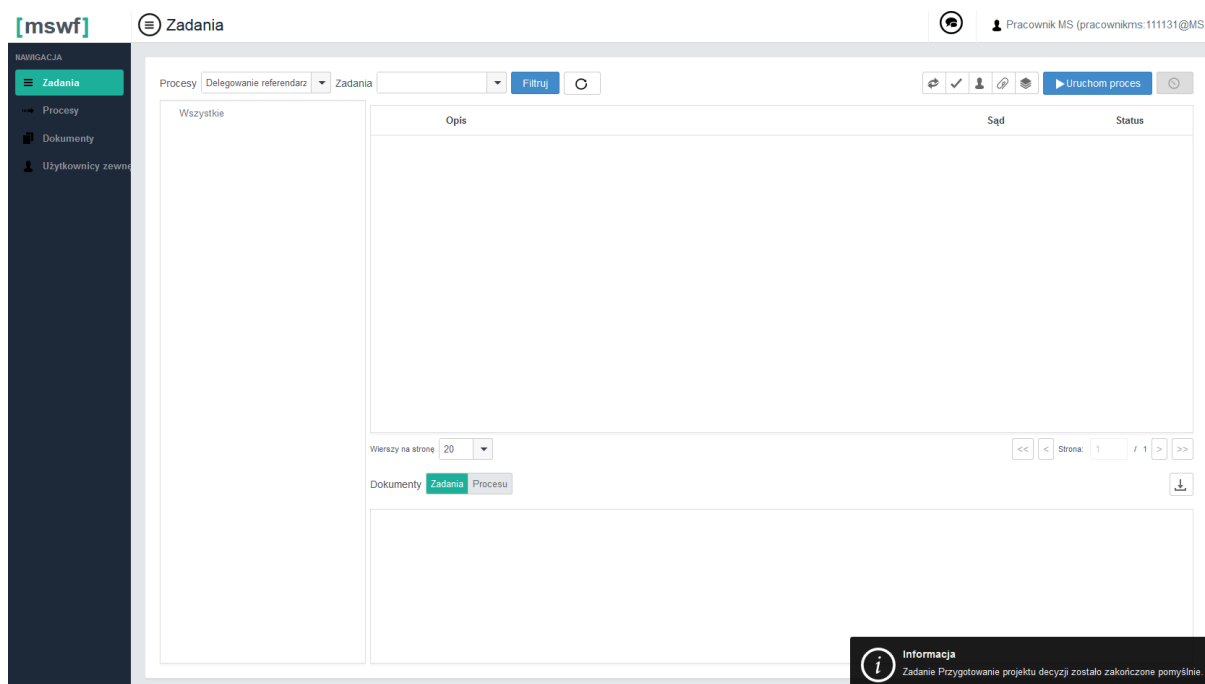 [mswf]
Zadania
Pracownik MS (pracownikms:111131@MS
NAWIGACJA
Zadania
Procesy
Dokumenty
Użytkownicy zewnę
Procesy Delegowanie referendarz Zadania Filtruj Uruchom proces
Wszystkie
Opis Sąd Status
Wierszy na stronę 20 << < Strona: 1 / 1 > >>
Dokumenty Zadania Procesu
Informacja
Zadanie Przygotowanie projektu decyzji zostało zakończone pomyślnie.